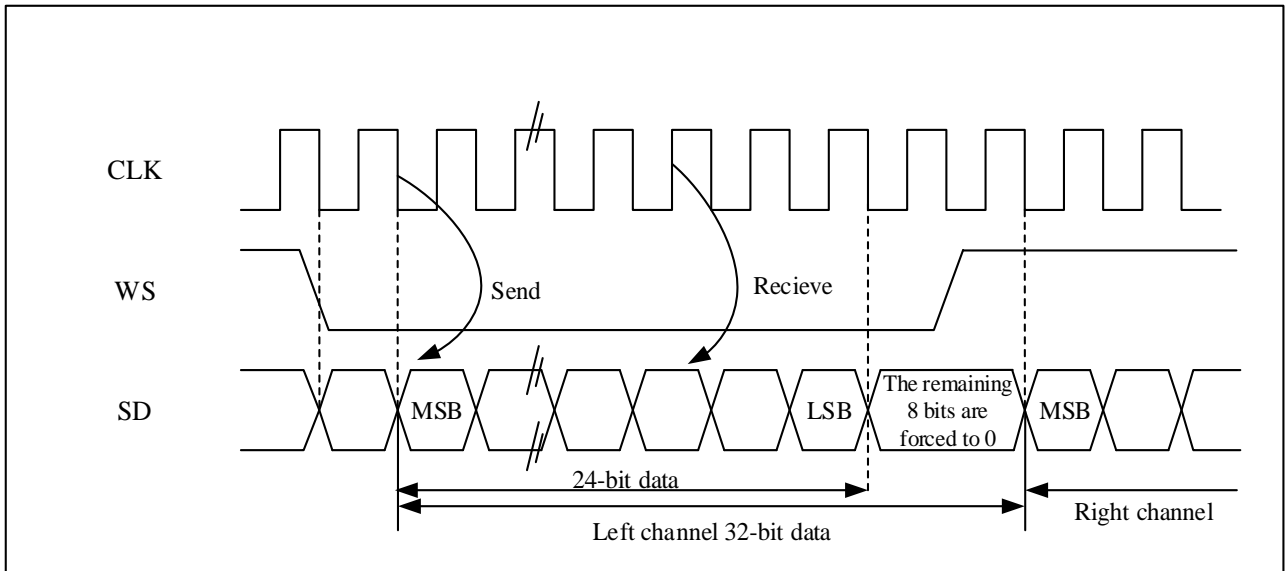 CLK
WS
Send
Recieve
SD
MSB
LSB
The remaining
8 bits are
forced to 0
MSB
24-bit data
Left channel 32-bit data
Right channel